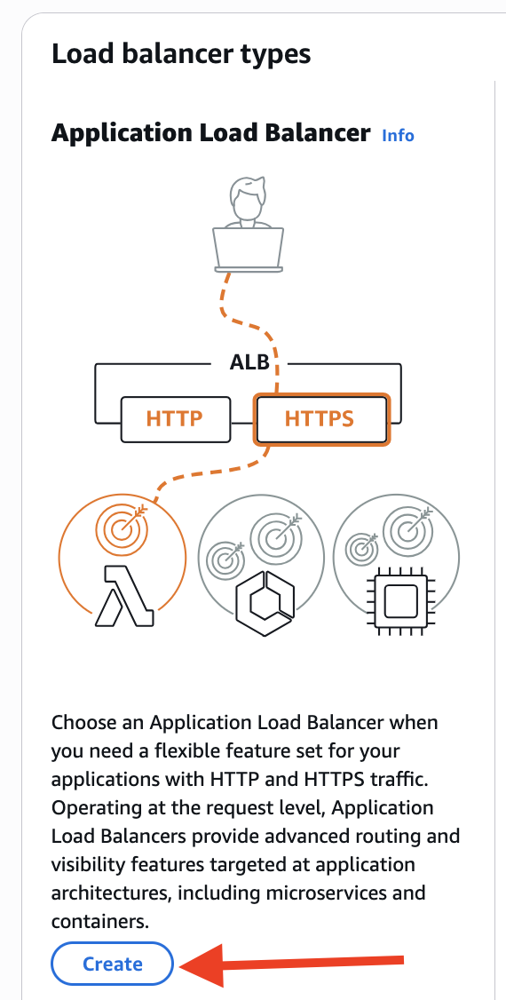 Load balancer types
Application Load Balancer Info
ALB
HTTP HTTPS
Choose an Application Load Balancer when
you need a flexible feature set for your
applications with HTTP and HTTPS traffic.
Operating at the request level, Application
Load Balancers provide advanced routing and
visibility features targeted at application
architectures, including microservices and
containers.
Create